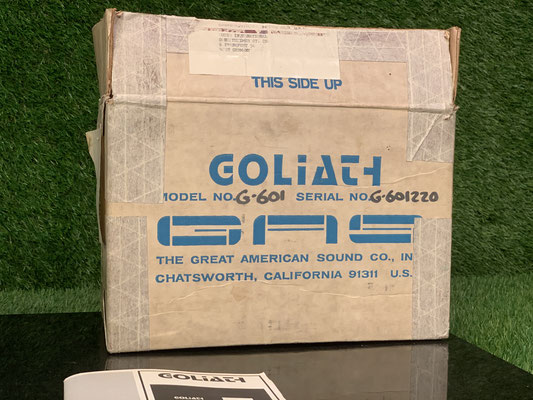 THIS SIDE UP
GOLiATH
MODEL NO. G-601 SERIAL NO. G-601220
GAS
THE GREAT AMERICAN SOUND CO., IN
CHATSWORTH, CALIFORNIA 91311 U.S.
GOLiATH
GOLiATH